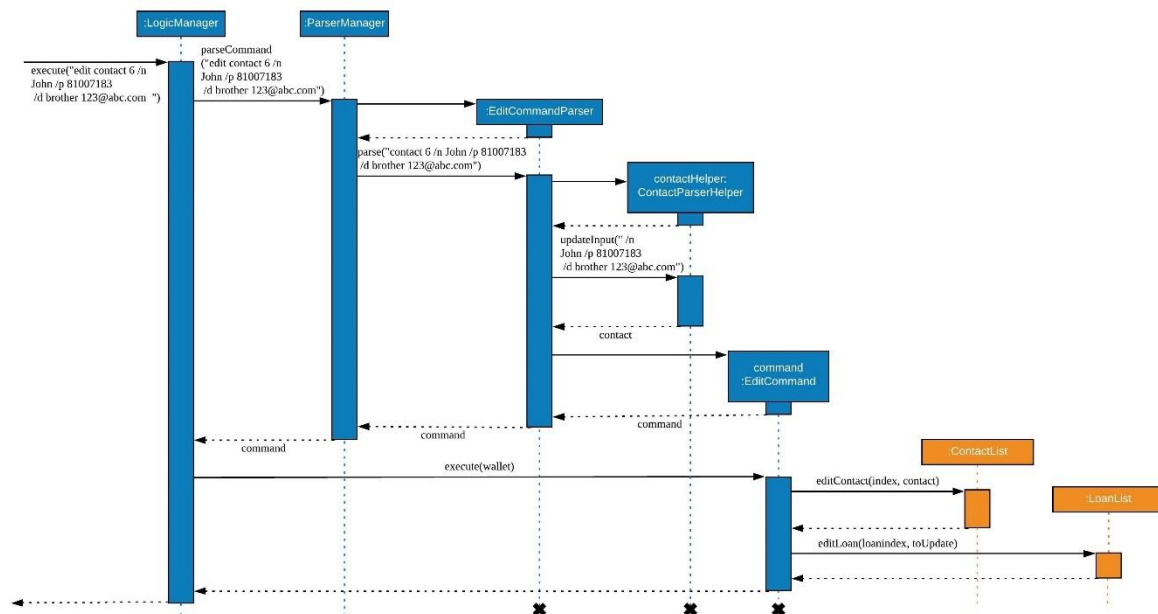 :LogicManager
:ParserManager
execute("edit contact 6 /n
John /p 81007183
/d brother 123@abc.com  ")
parseCommand
("edit contact 6 /n
John /p 81007183
/d brother 123@abc.com")
:EditCommandParser
parse("contact 6 /n John /p 81007183
/d brother 123@abc.com")
contactHelper:
ContactParserHelper
updateInput(" /n
John /p 81007183
/d brother 123@abc.com")
contact
command
:EditCommand
command
command
command
:ContactList
execute(wallet)
editContact(index, contact)
:LoanList
editLoan(loanindex, toUpdate)